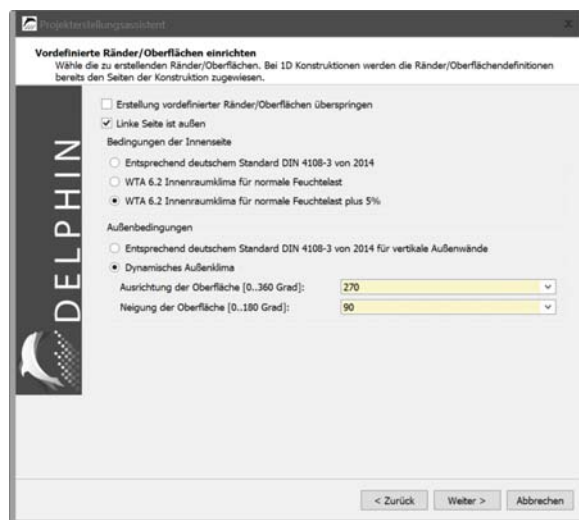 Projekterstellungsassistent
x
Vordefinierte Ränder/Oberflächen einrichten
Wähle die zu erstellenden Ränder/Oberflächen. Bei 1D Konstruktionen werden die Ränder/Oberflächendefinitionen
bereits den Seiten der Konstruktion zugewiesen.
Erstellung vordefinierter Ränder/Oberflächen überspringen
Linke Seite ist außen
Bedingungen der Innenseite
Entsprechend deutschem Standard DIN 4108-3 von 2014
WTA 6.2 Innenraumklima für normale Feuchtelast
WTA 6.2 Innenraumklima für normale Feuchtelast plus 5%
Außenbedingungen
Entsprechend deutschem Standard DIN 4108-3 von 2014 für vertikale Außenwände
Dynamisches Außenklima
Ausrichtung der Oberfläche [0..360 Grad]: 270
Neigung der Oberfläche [0..180 Grad]: 90
DELPHIN
< Zurück Weiter > Abbrechen